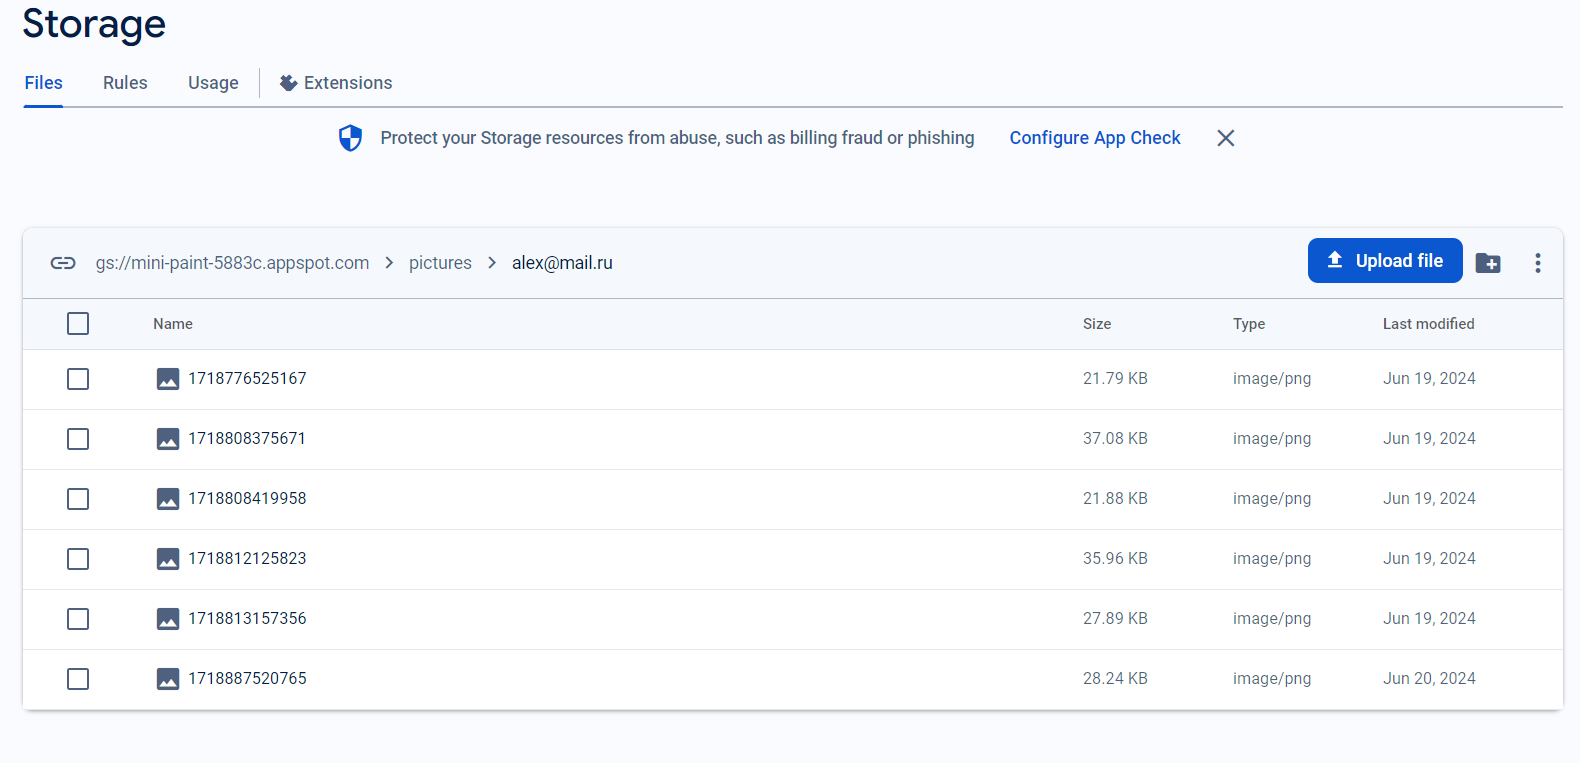 Storage
Files Rules Usage Extensions
Protect your Storage resources from abuse, such as billing fraud or phishing Configure App Check
gs://mini-paint-5883c.appspot.com pictures alex@mail.ru Upload file
Name Size Type Last modified
1718776525167 21.79 KB image/png Jun 19, 2024
1718808375671 37.08 KB image/png Jun 19, 2024
1718808419958 21.88 KB image/png Jun 19, 2024
1718812125823 35.96 KB image/png Jun 19, 2024
1718813157356 27.89 KB image/png Jun 19, 2024
1718887520765 28.24 KB image/png Jun 20, 2024